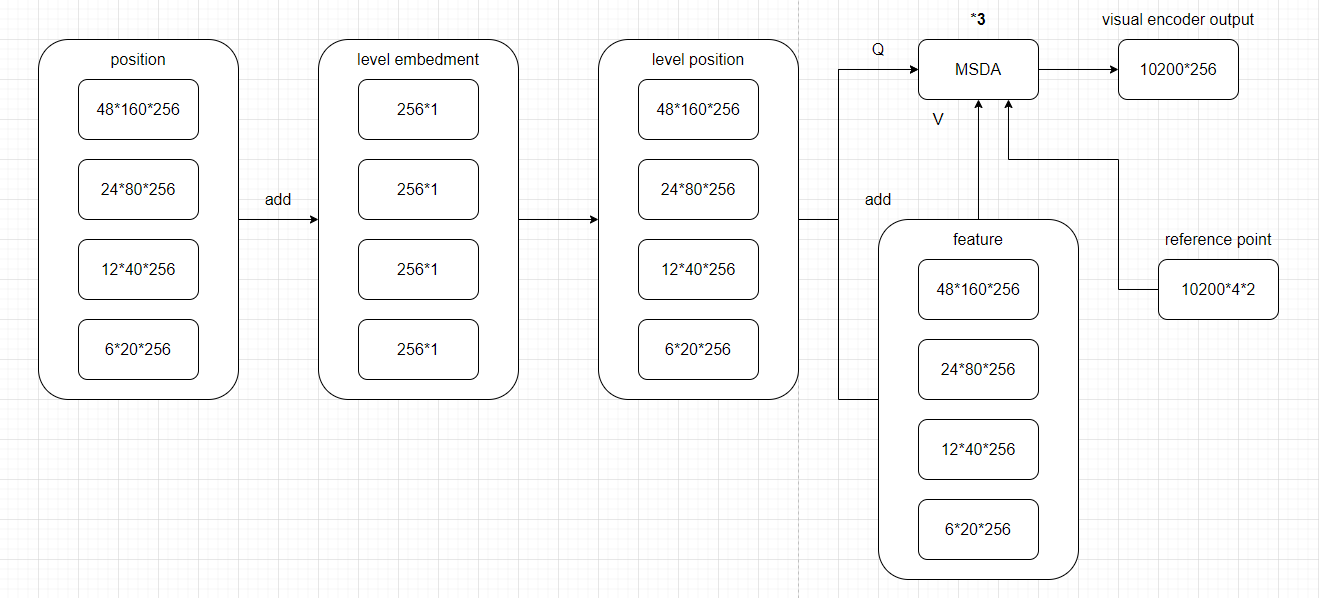 position
48*160*256
24*80*256
12*40*256
6*20*256
add
level embedment
256*1
256*1
256*1
256*1
level position
48*160*256
24*80*256
12*40*256
6*20*256
add
Q
V
*3
MSDA
visual encoder output
10200*256
feature
48*160*256
24*80*256
12*40*256
6*20*256
reference point
10200*4*2